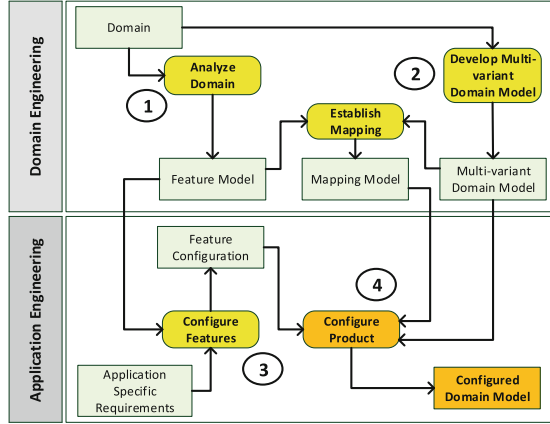 Domain Engineering
Domain
Analyze
Domain
1
2
Develop Multi-
variant
Domain Model
Establish
Mapping
Feature Model
Mapping Model
Multi-variant
Domain Model
Application Engineering
Feature
Configuration
4
Configure
Features
3
Configure
Product
Application
Specific
Requirements
Configured
Domain Model